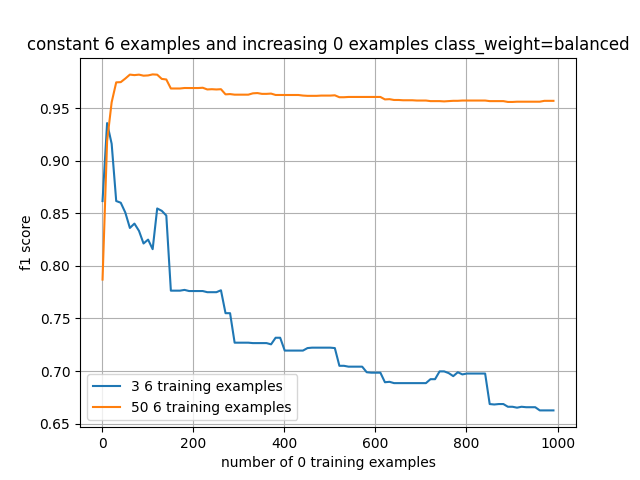 constant 6 examples and increasing 0 examples class_weight=balanced
f1 score
0.95
0.90
0.85
0.80
0.75
0.70
0.65
3 6 training examples
50 6 training examples
0 200 400 600 800 1000
number of 0 training examples